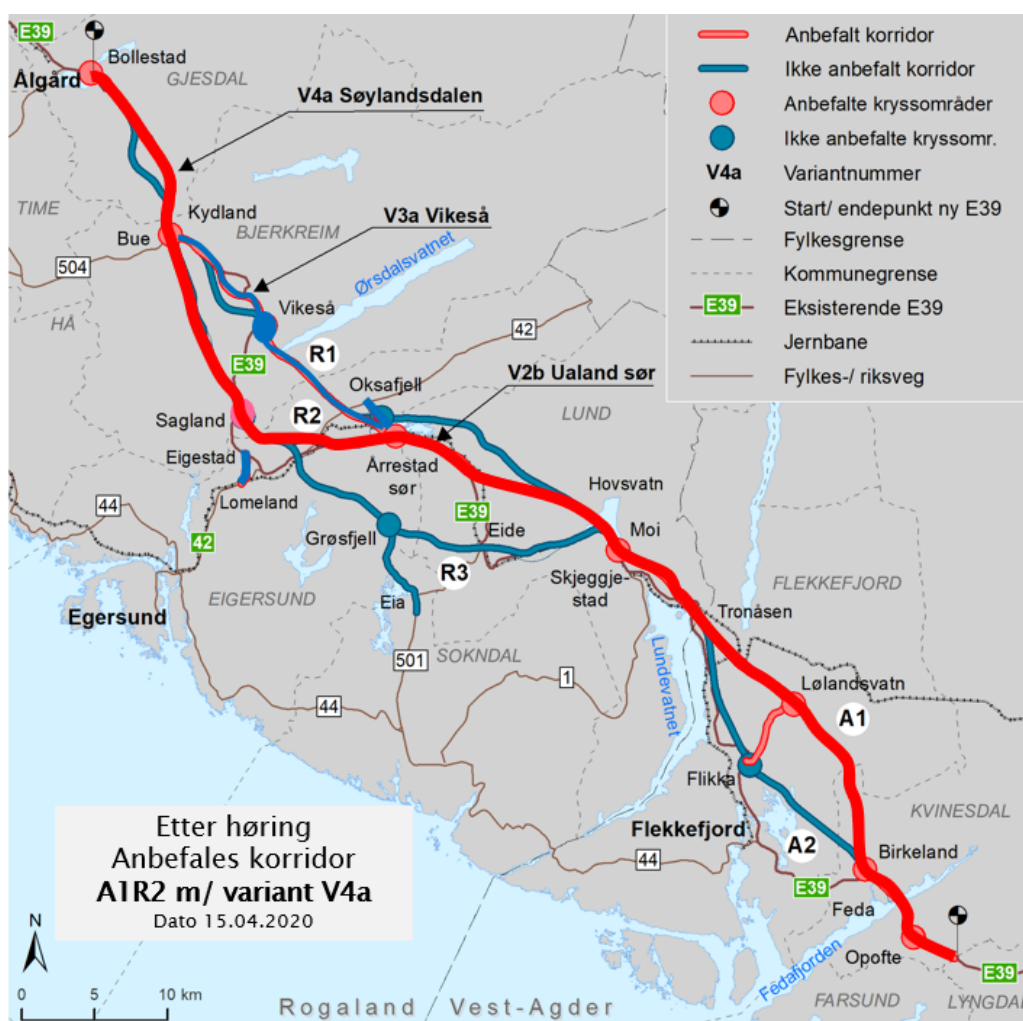 E39
Bollestad
Ålgård
GJESDAL
V4a Søylandsdalen
TIME
Kydland
V3a Vikeså
Bue
BJERKREIM
504
Ørsdalsvatnet
HÅ
Vikeså
42
E39
R1
V2b Ualand sør
Oksafjell
LUND
Sagland
R2
Eigestad
Årrestad
sør
Hovsvatn
Lomeland
44
E39
Moi
42
Grøsfjell
Eide
R3
Skjeggje-
stad
FLEKKEFJORD
EIGERSUND
Eia
Tronåsen
Egersund
501
SOKNDAL
Lundevatnet
1
Lølandsvatn
44
A1
Flikka
KVINESDAL
Flekkefjord
A2
Birkeland
44
E39
Feda
Opofte
Fedafjorden
E39
FARSUND
LYNGDAL
Rogaland
Vest-Agder
Anbefalt korridor
Ikke anbefalt korridor
Anbefalte kryssområder
Ikke anbefalte kryssomr.
V4a Variantnummer
Start/ endepunkt ny E39
Fylkesgrense
Kommunegrense
E39 Eksisterende E39
Jernbane
Fylkes-/ riksveg
Etter høring
Anbefales korridor
A1R2 m/ variant V4a
Dato 15.04.2020
N
0 5 10 km